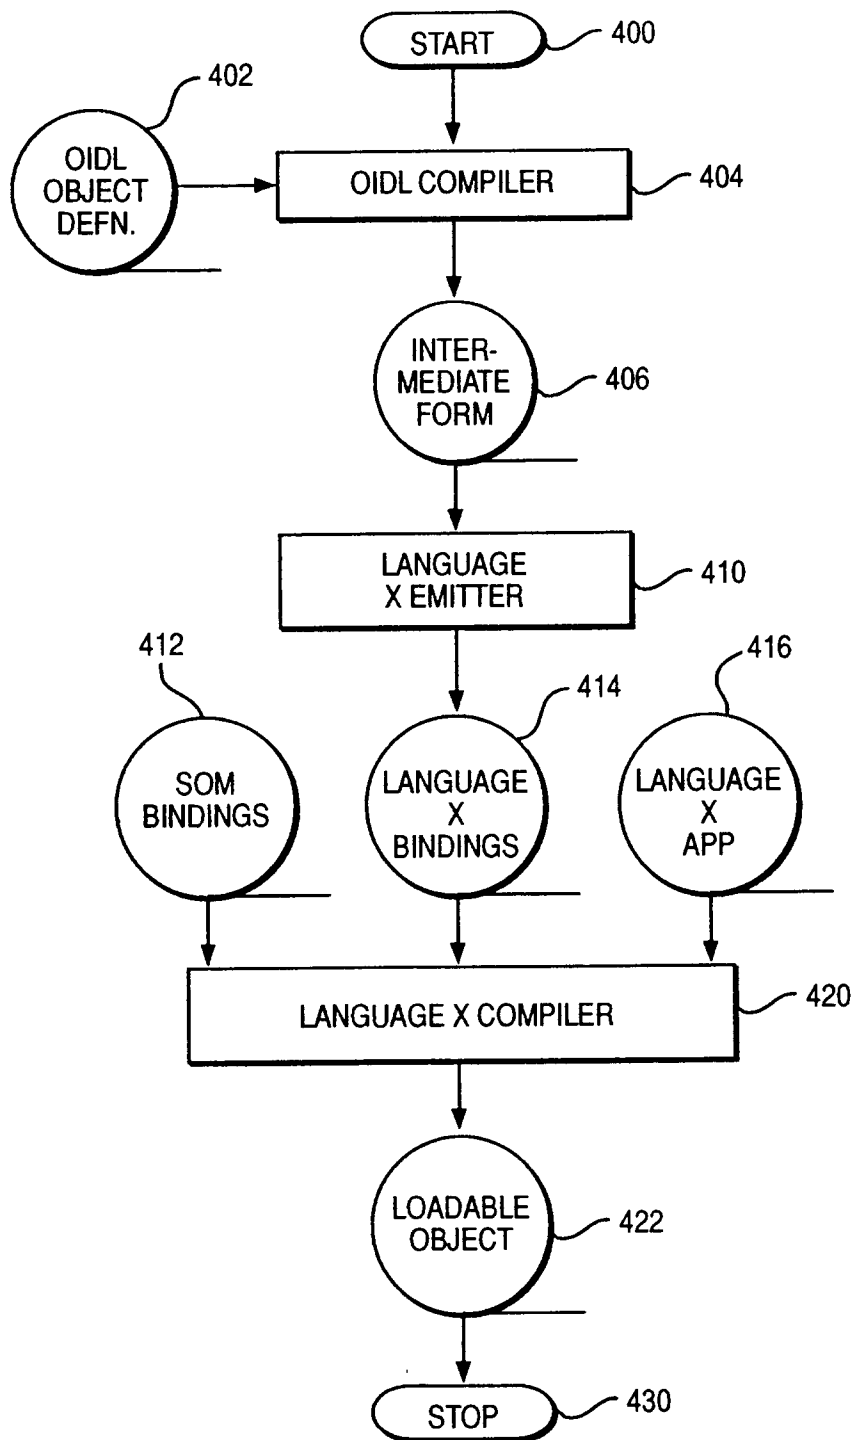 START
400
402
OIDL
OBJECT
DEFN.
OIDL COMPILER
404
INTER-
MEDIATE
FORM
406
LANGUAGE
X EMITTER
410
412
SOM
BINDINGS
414
LANGUAGE
X
BINDINGS
416
LANGUAGE
X
APP
LANGUAGE X COMPILER
420
LOADABLE
OBJECT
422
STOP
430